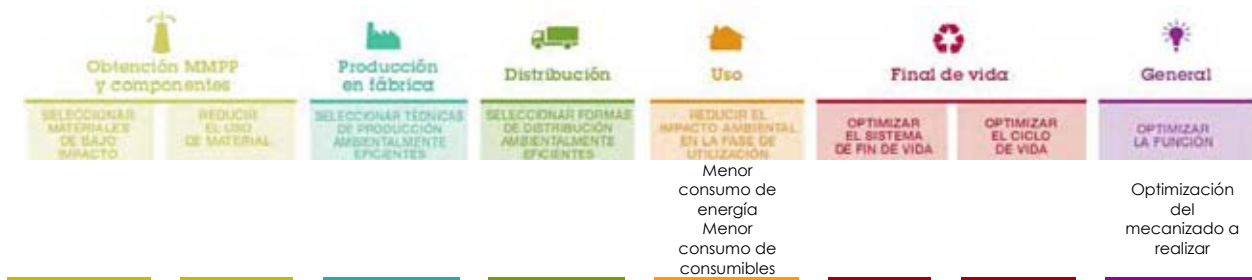 Obtención MMPP
y componentes
Producción
en fábrica
Distribución
Uso
Final de vida
General
SELECCIONAR
MATERIALES
DE BAJO
IMPACTO
REDUCIR
EL USO
DE MATERIAL
SELECCIONAR TÉCNICAS
DE PRODUCCIÓN
AMBIENTALMENTE
EFICIENTES
SELECCIONAR FORMAS
DE DISTRIBUCIÓN
AMBIENTALMENTE
EFICIENTES
REDUCIR EL
IMPACTO AMBIENTAL
EN LA FASE DE
UTILIZACIÓN
OPTIMIZAR
EL SISTEMA
DE FIN DE VIDA
OPTIMIZAR
EL CICLO
DE VIDA
OPTIMIZAR
LA FUNCIÓN
Menor
consumo de
energía
Menor
consumo de
consumibles
Optimización
del
mecanizado a
realizar